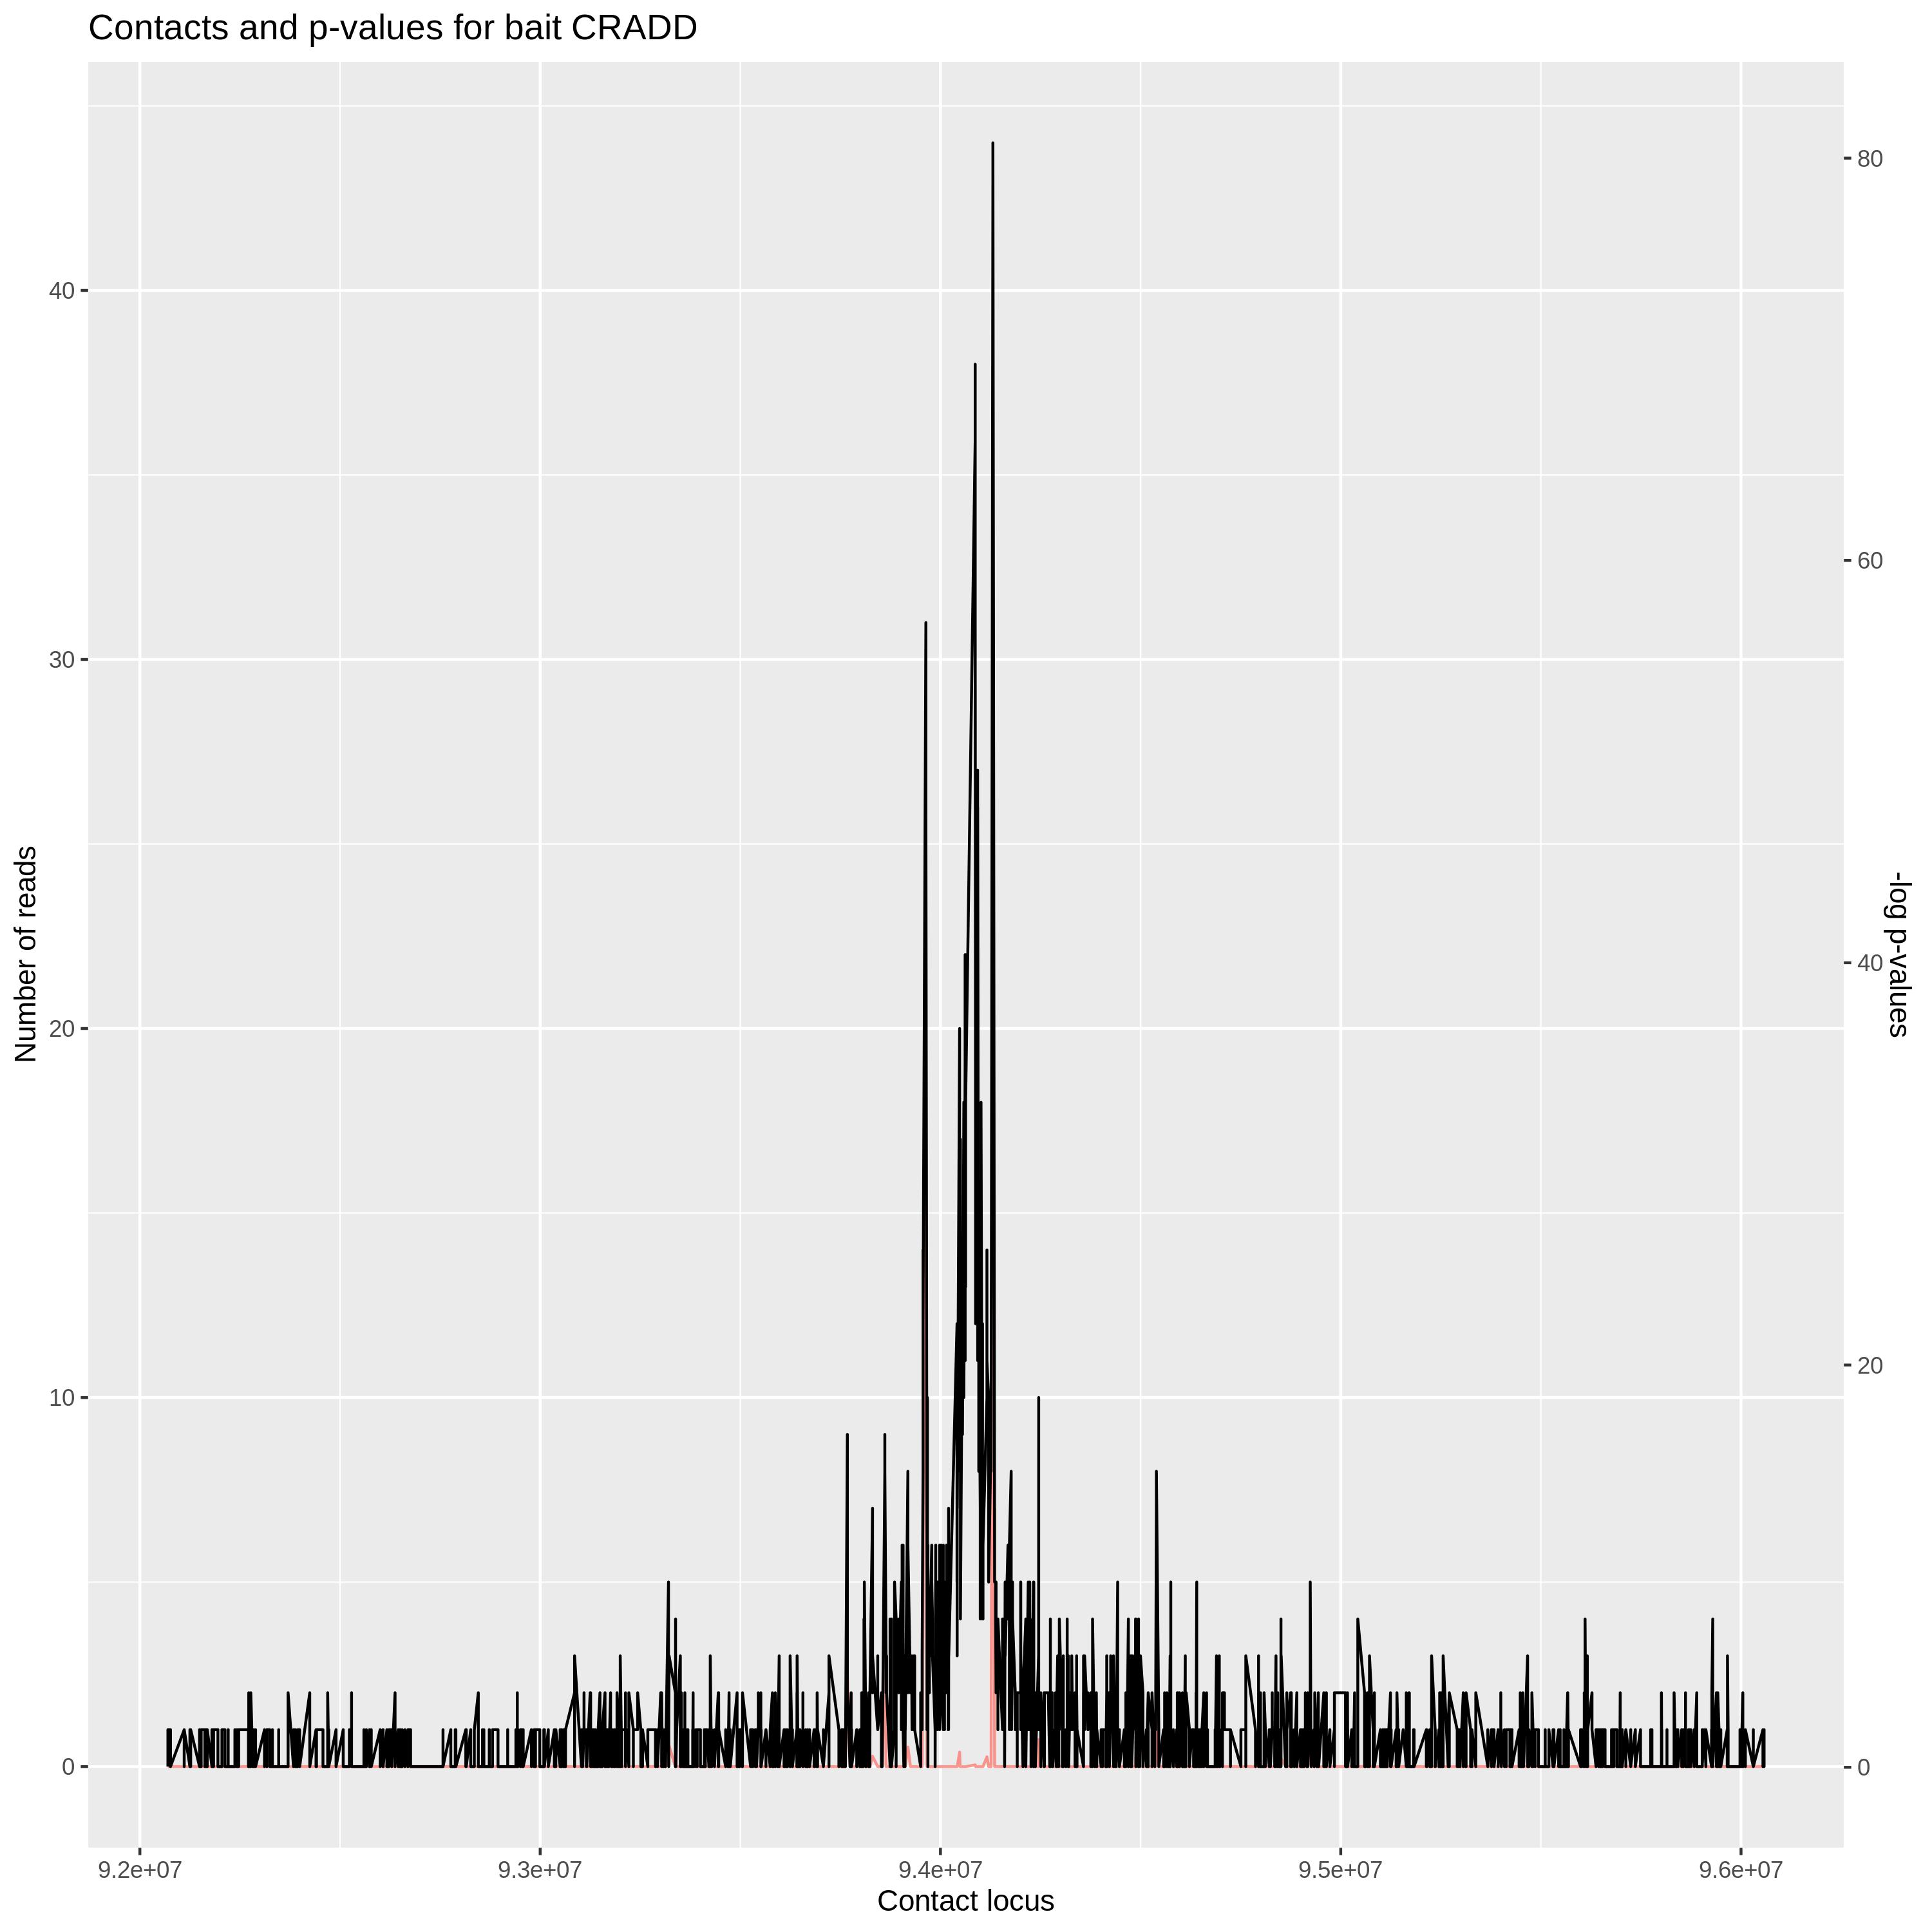 Contacts and p-values for bait CRADD
Number of reads
40
30
20
10
0
80
60
40
20
0
-log p-values
9.2e+07 9.3e+07 9.4e+07 9.5e+07 9.6e+07
Contact locus